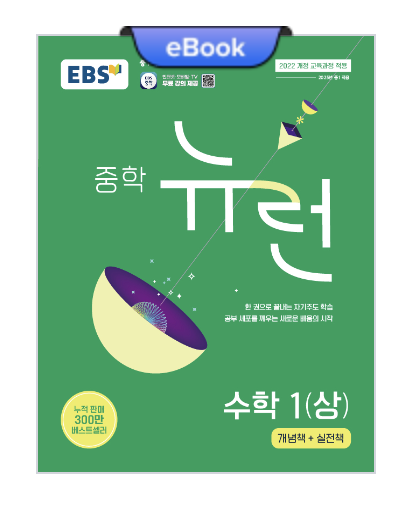 eBook
EBS
2022 개정 교육과정 적용
무료 강의 제공
중학
뉴런
한 권으로 끝내는 자기주도 학습
공부 세포를 깨우는 새로운 배움의 시작
수학 1(상)
개념책 + 실전책
누적 판매
300만
베스트셀러